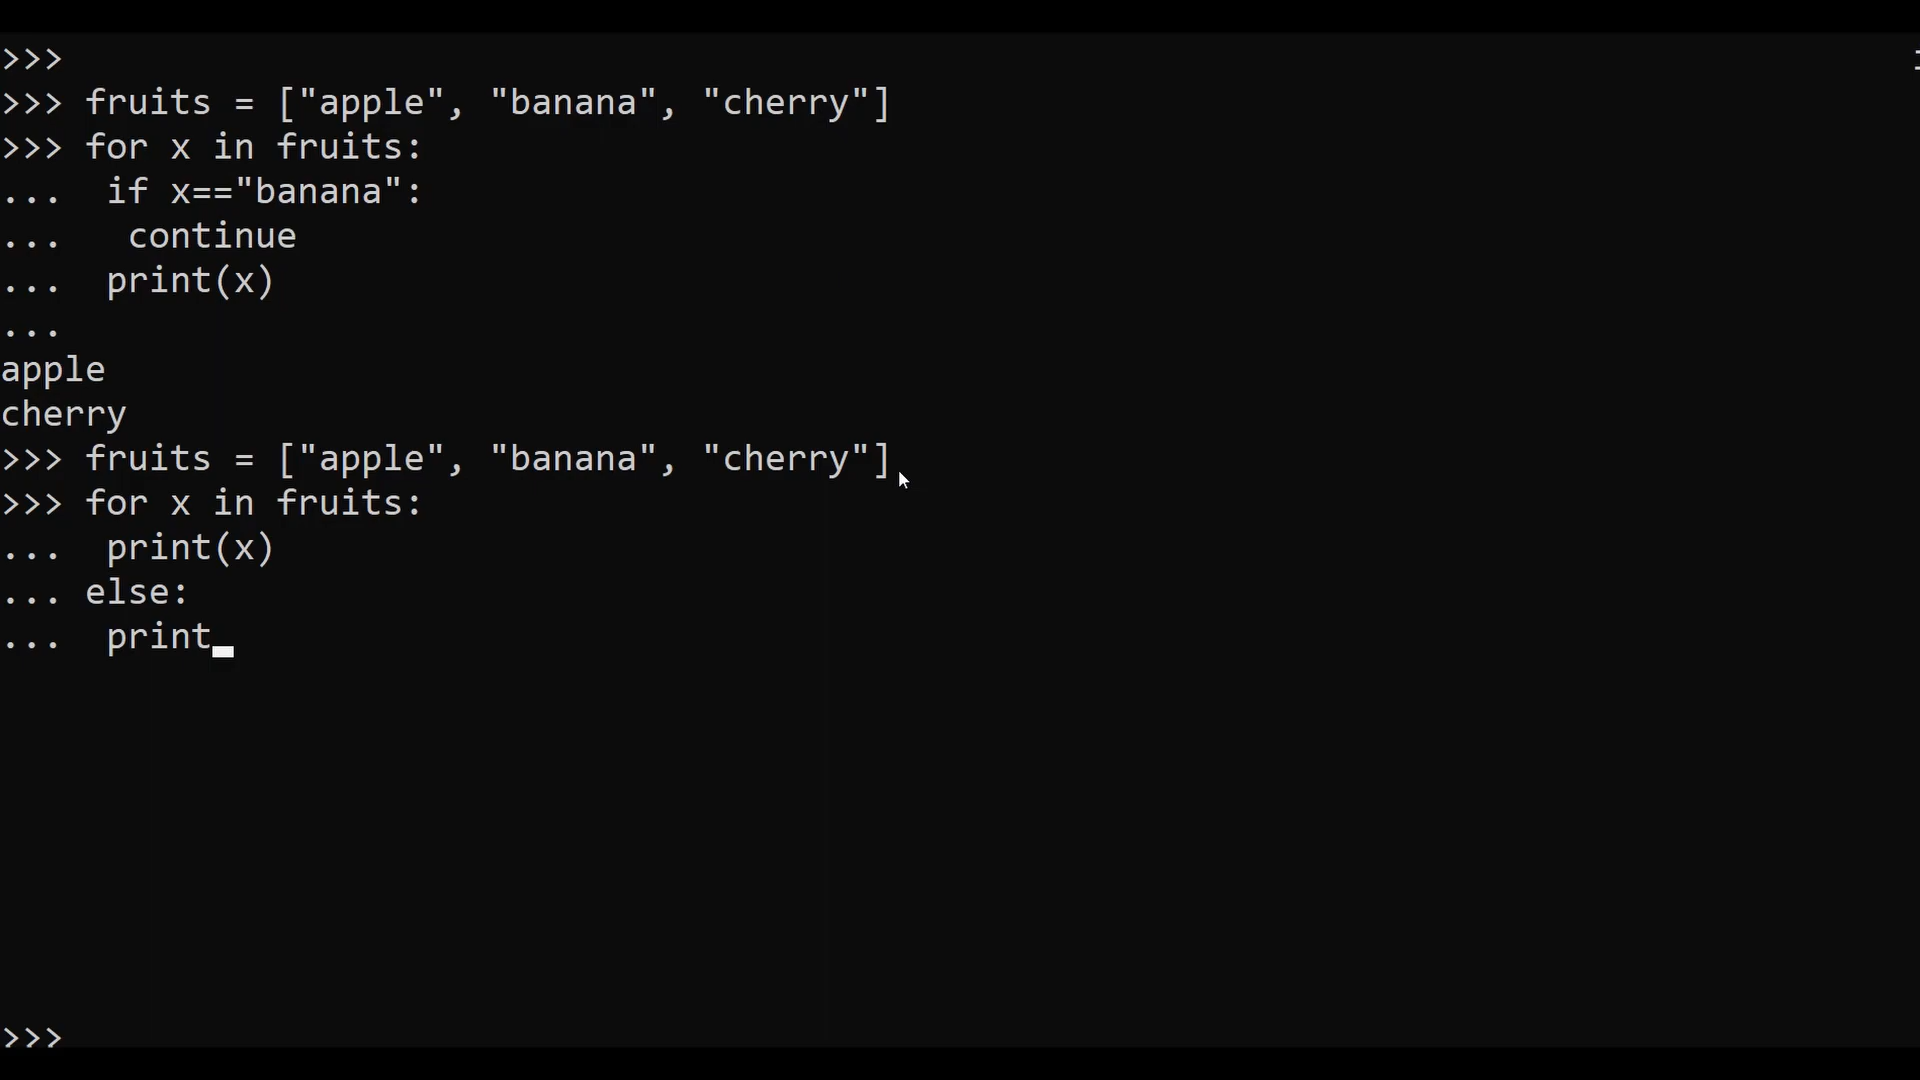 >>>
>>> fruits = ["apple", "banana", "cherry"]
>>> for x in fruits:
...  if x=="banana":
...   continue
...  print(x)
...
apple
cherry
>>> fruits = ["apple", "banana", "cherry"]
>>> for x in fruits:
...  print(x)
... else:
...  print
>>>